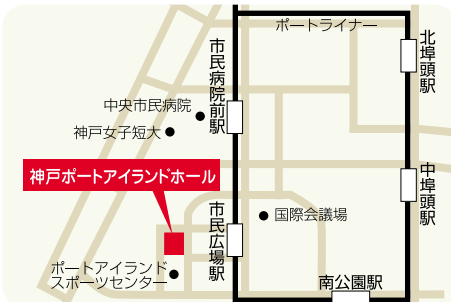 ポートライナー
北埠頭駅
市民病院前駅
中央市民病院
神戸女子短大
神戸ポートアイランドホール
中埠頭駅
市民広場駅
国際会議場
ポートアイランド
スポーツセンター
南公園駅